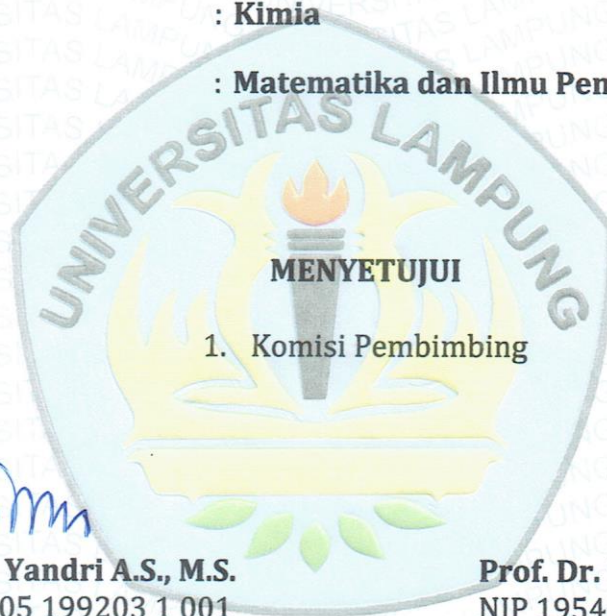 : Kimia
: Matematika dan Ilmu Pen
UNIVERSITAS LAMPUNG
MENYETUJUI
1. Komisi Pembimbing
Yandri A.S., M.S.
05 199203 1 001
Prof. Dr.
NIP 1954